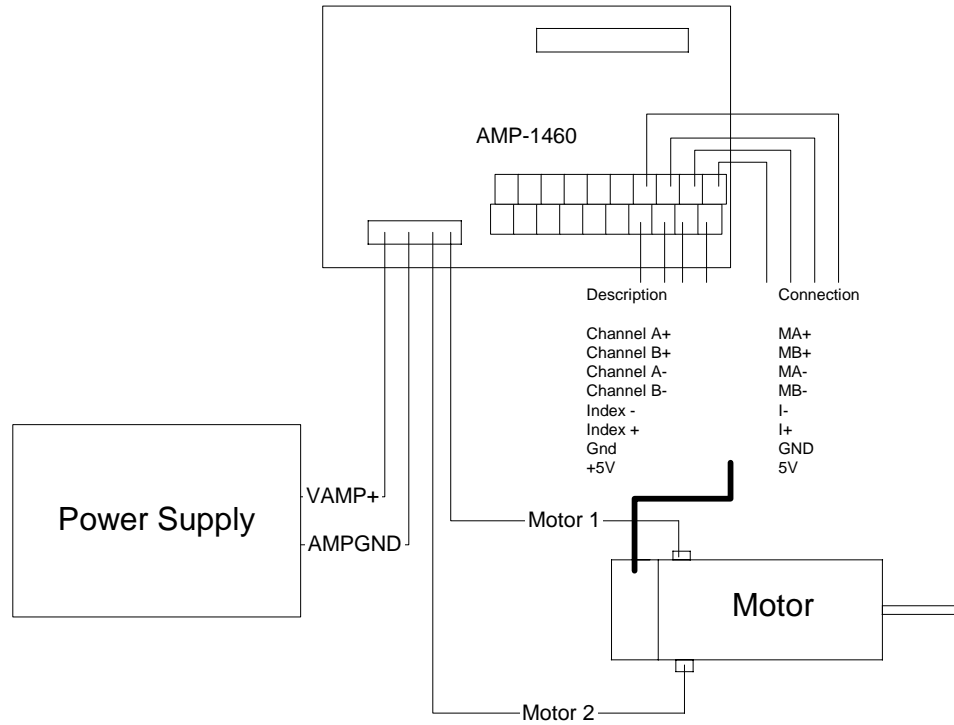 AMP-1460
Description Connection
Channel A+ MA+
Channel B+ MB+
Channel A- MA-
Channel B- MB-
Index - I-
Index + I+
Gnd GND
+5V 5V
Power Supply
VAMP+
AMPGND
Motor 1
Motor
Motor 2